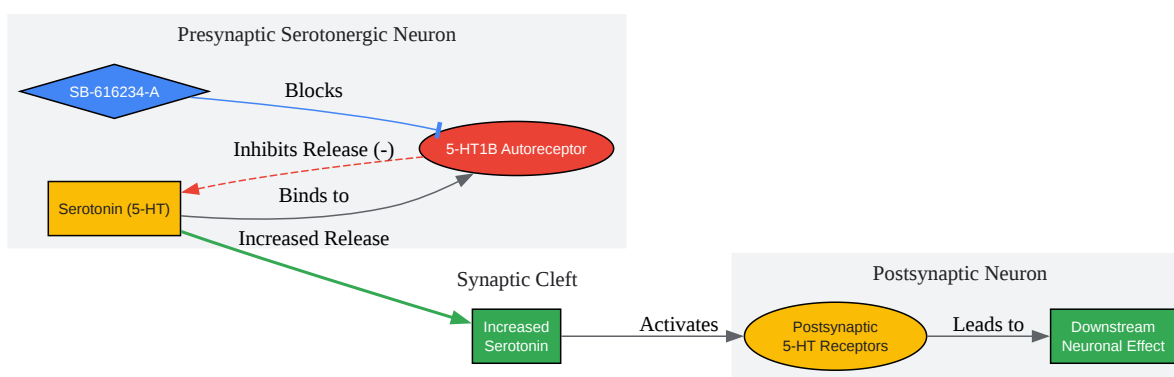 Presynaptic Serotonergic Neuron
SB-616234-A
Blocks
5-HT1B Autoreceptor
Inhibits Release (-)
Serotonin (5-HT)
Binds to
Increased Release
Synaptic Cleft
Increased
Serotonin
Activates
Postsynaptic Neuron
Postsynaptic
5-HT Receptors
Leads to
Downstream
Neuronal Effect